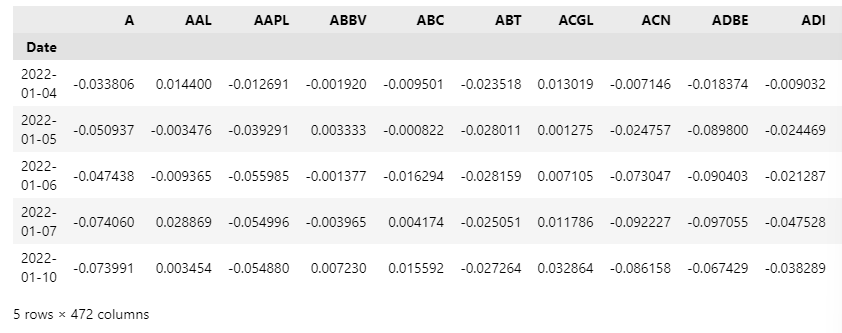 A AAL AAPL ABBV ABC ABT ACGL ACN ADBE ADI
Date
2022-
01-04 -0.033806 0.014400 -0.012691 -0.001920 -0.009501 -0.023518 0.013019 -0.007146 -0.018374 -0.009032
2022-
01-05 -0.050937 -0.003476 -0.039291 0.003333 -0.000822 -0.028011 0.001275 -0.024757 -0.089800 -0.024469
2022-
01-06 -0.047438 -0.009365 -0.055985 -0.001377 -0.016294 -0.028159 0.007105 -0.073047 -0.090403 -0.021287
2022-
01-07 -0.074060 0.028869 -0.054996 -0.003965 0.004174 -0.025051 0.011786 -0.092227 -0.097055 -0.047528
2022-
01-10 -0.073991 0.003454 -0.054880 0.007230 0.015592 -0.027264 0.032864 -0.086158 -0.067429 -0.038289
5 rows × 472 columns